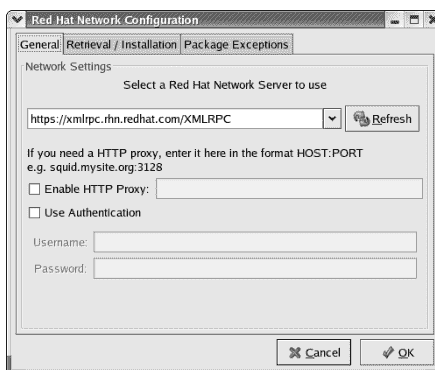 Red Hat Network Configuration
General Retrieval / Installation Package Exceptions
Network Settings
Select a Red Hat Network Server to use
https://xmlrpc.rhn.redhat.com/XMLRPC Refresh
If you need a HTTP proxy, enter it here in the format HOST:PORT
e.g. squid.mysite.org:3128
Enable HTTP Proxy:
Use Authentication
Username:
Password:
Cancel OK